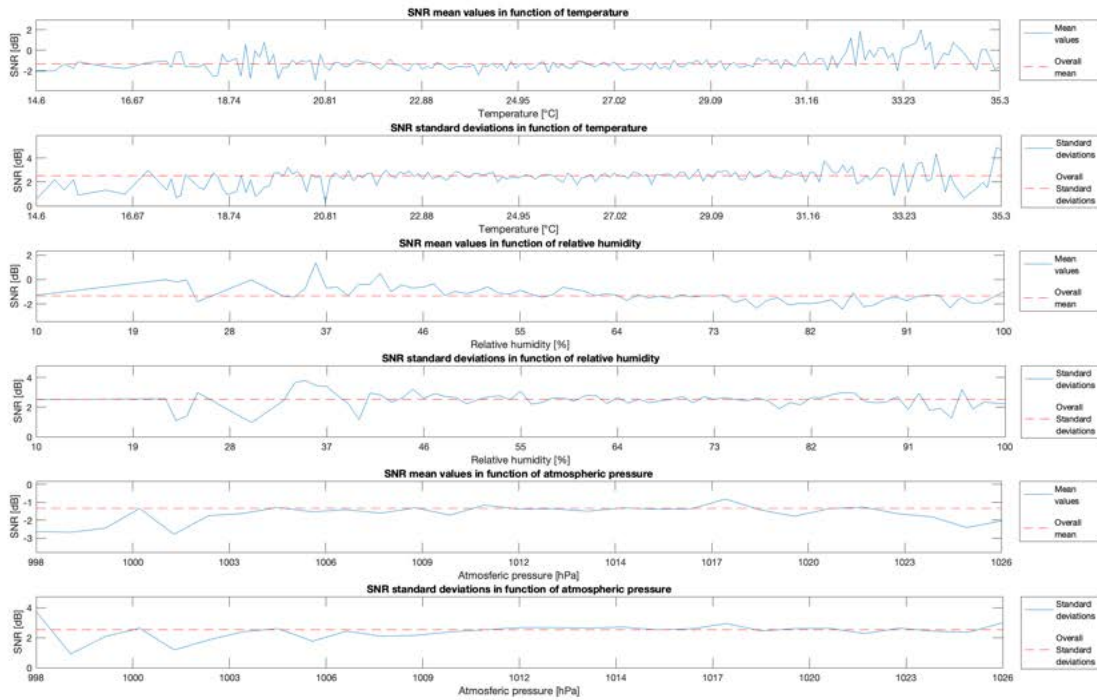 SNR mean values in function of temperature
SNR [dB]
2
0
-2
14.6 16.67 18.74 20.81 22.88 24.95 27.02 29.09 31.16 33.23 35.3
Temperature [°C]
Mean
values
Overall
mean
SNR standard deviations in function of temperature
SNR [dB]
4
2
0
14.6 16.67 18.74 20.81 22.88 24.95 27.02 29.09 31.16 33.23 35.3
Temperature [°C]
Standard
deviations
Overall
Standard
deviations
SNR mean values in function of relative humidity
SNR [dB]
2
0
-2
10 19 28 37 46 55 64 73 82 91 100
Relative humidity [%]
Mean
values
Overall
mean
SNR standard deviations in function of relative humidity
SNR [dB]
4
2
0
10 19 28 37 46 55 64 73 82 91 100
Relative humidity [%]
Standard
deviations
Overall
Standard
deviations
SNR mean values in function of atmospheric pressure
SNR [dB]
0
-1
-2
-3
998 1000 1003 1006 1009 1012 1014 1017 1020 1023 1026
Atmosferic pressure [hPa]
Mean
values
Overall
mean
SNR standard deviations in function of atmospheric pressure
SNR [dB]
4
2
0
998 1000 1003 1006 1009 1012 1014 1017 1020 1023 1026
Atmosferic pressure [hPa]
Standard
deviations
Overall
Standard
deviations